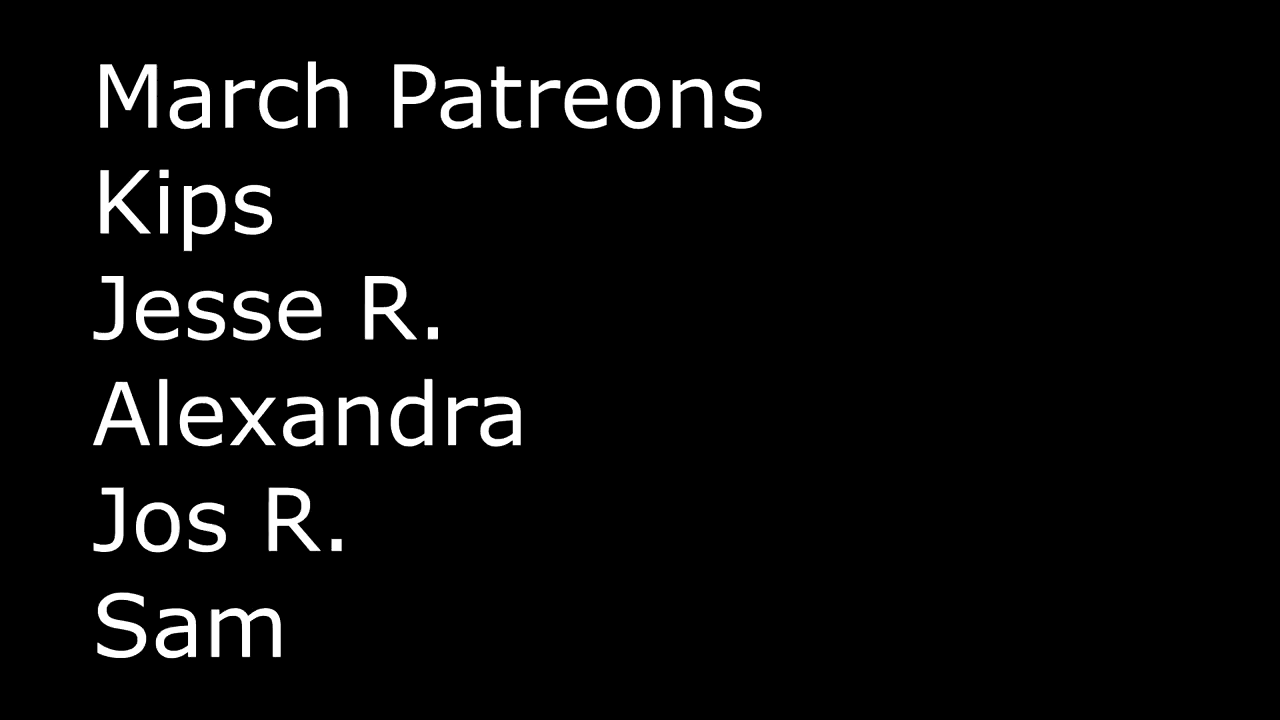 March Patreons
Kips
Jesse R.
Alexandra
Jos R.
Sam